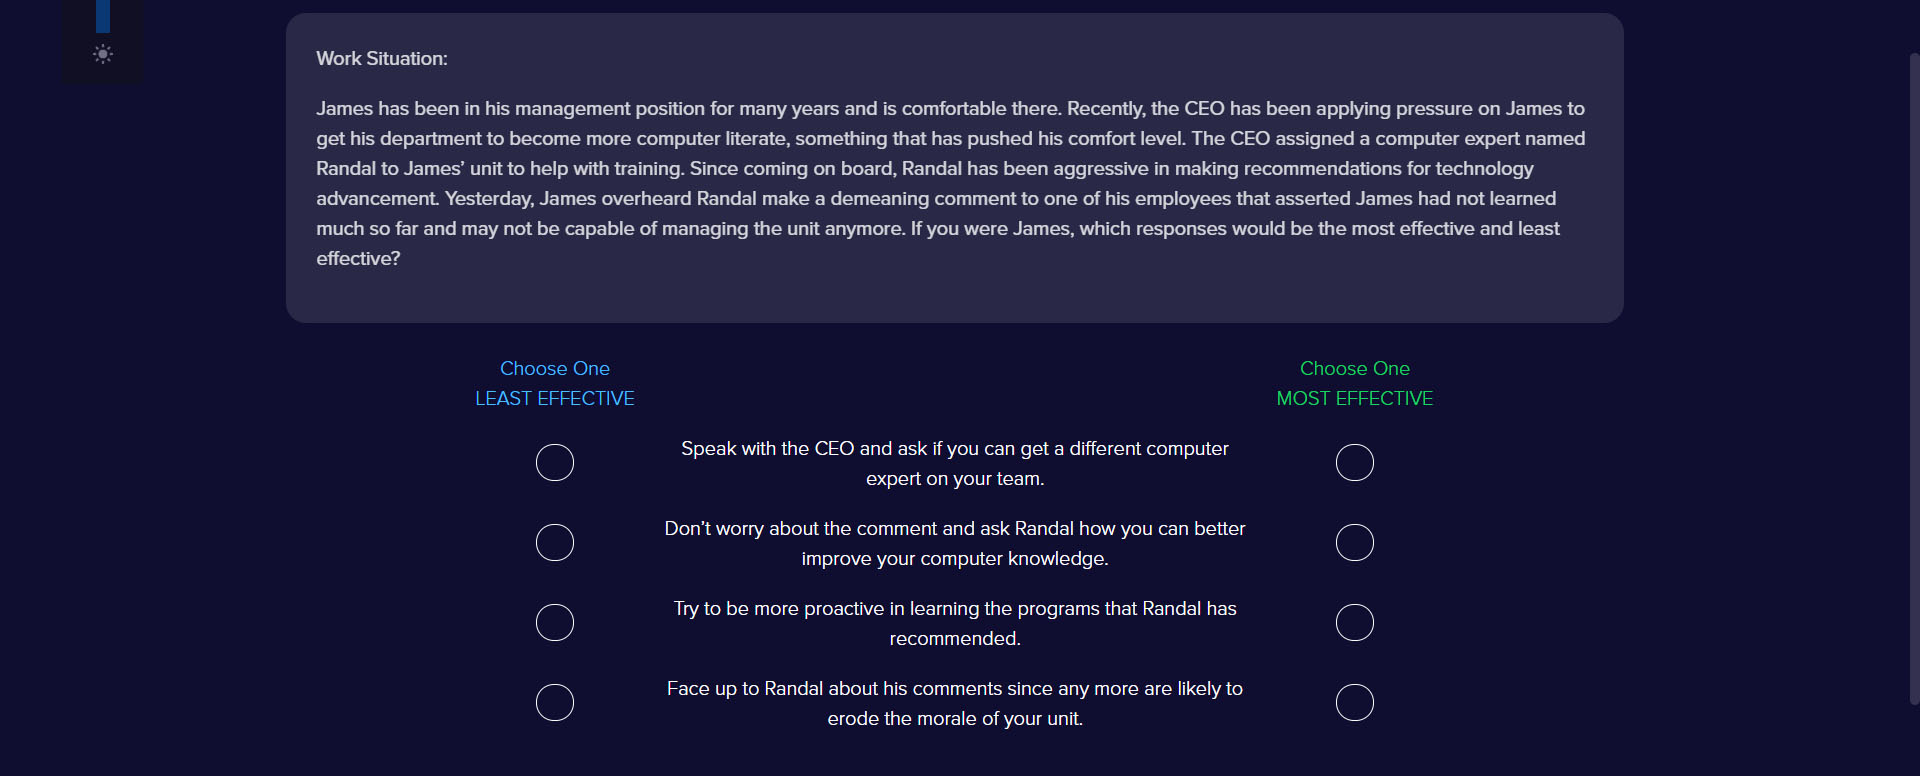 Work Situation:
James has been in his management position for many years and is comfortable there. Recently, the CEO has been applying pressure on James to
get his department to become more computer literate, something that has pushed his comfort level. The CEO assigned a computer expert named
Randal to James’ unit to help with training. Since coming on board, Randal has been aggressive in making recommendations for technology
advancement. Yesterday, James overheard Randal make a demeaning comment to one of his employees that asserted James had not learned
much so far and may not be capable of managing the unit anymore. If you were James, which responses would be the most effective and least
effective?
Choose One
LEAST EFFECTIVE
Choose One
MOST EFFECTIVE
Speak with the CEO and ask if you can get a different computer
expert on your team.
Don’t worry about the comment and ask Randal how you can better
improve your computer knowledge.
Try to be more proactive in learning the programs that Randal has
recommended.
Face up to Randal about his comments since any more are likely to
erode the morale of your unit.